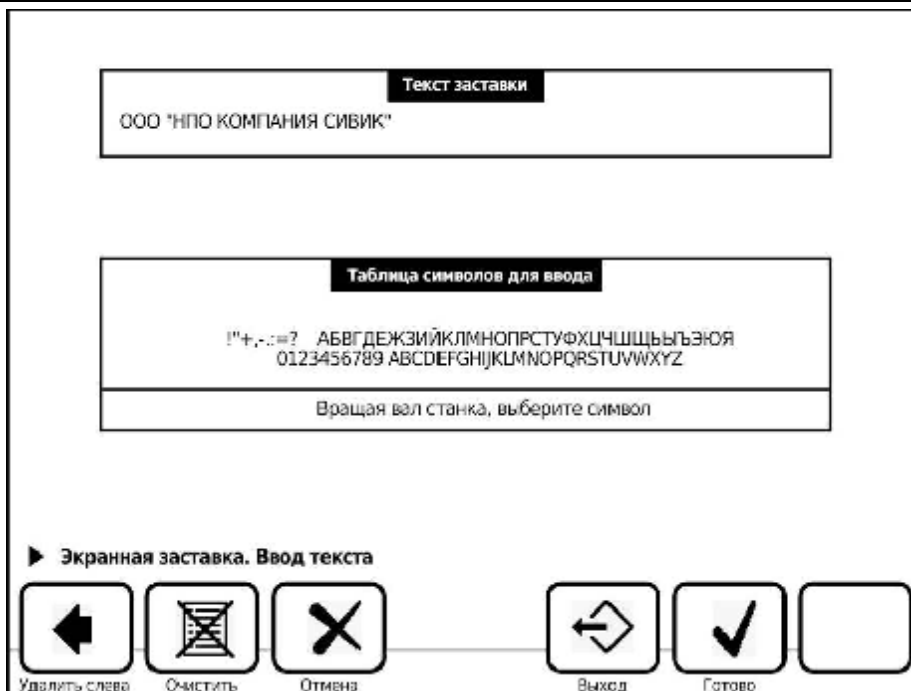 Текст заставки
ООО "НПО КОМПАНИЯ СИВИК"
Таблица символов для ввода
!"+,-.:=? АБВГДЕЖЗИЙКЛМНОПРСТУФХЦЧШЩЬЫЪЭЮЯ
0123456789 ABCDEFGHIJKLMNOPQRSTUVWXYZ
Вращая вал станка, выберите символ
Экранная заставка. Ввод текста
Удалить слева Очистить Отмена Выход Готово